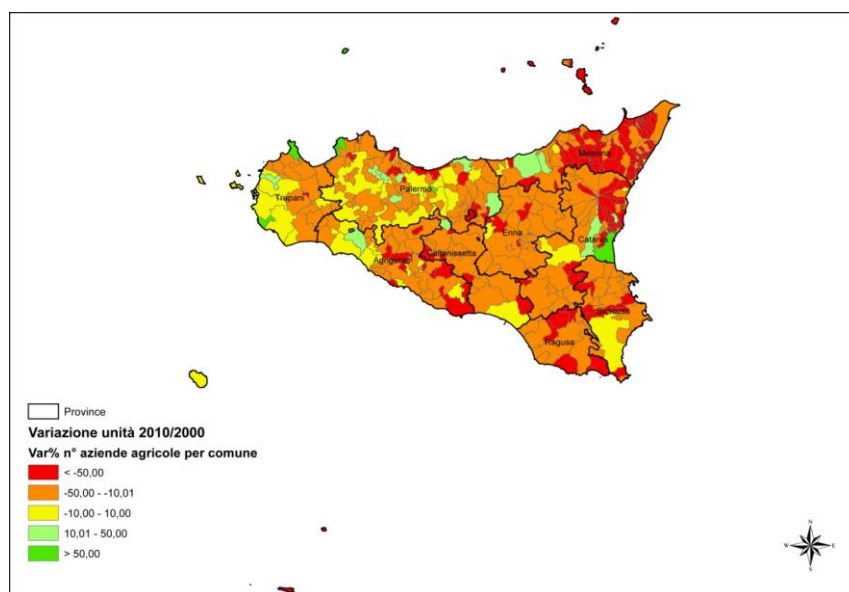 Messina
Palermo
Trapani
Enna
Catania
Agrigento
Caltanissetta
Siracusa
Ragusa
Province
Variazione unità 2010/2000
Var% n° aziende agricole per comune
< -50,00
-50,00 - -10,01
-10,00 - 10,00
10,01 - 50,00
> 50,00
N
W
E
S